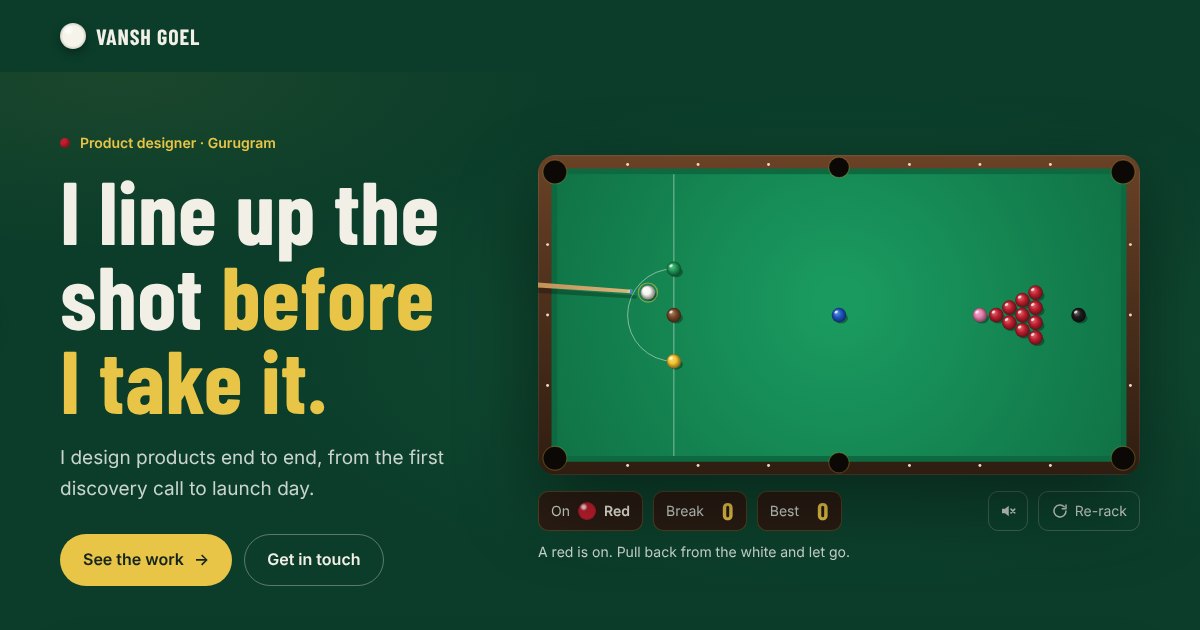 VANSH GOEL
Product designer · Gurugram
I line up the
shot before
I take it.
I design products end to end, from the first
discovery call to launch day.
See the work →
Get in touch
On Red
Break 0
Best 0
Re-rack
A red is on. Pull back from the white and let go.